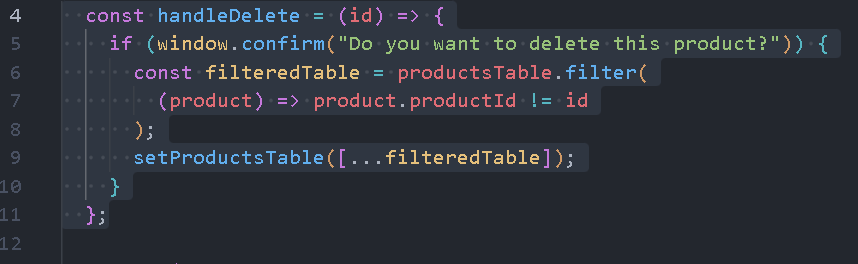 4 const handleDelete = (id) => {
5 if (window.confirm("Do you want to delete this product?")) {
6 const filteredTable = productsTable.filter(
7 (product) => product.productId != id
8 );
9 setProductsTable([...filteredTable]);
10 }
11 };
12